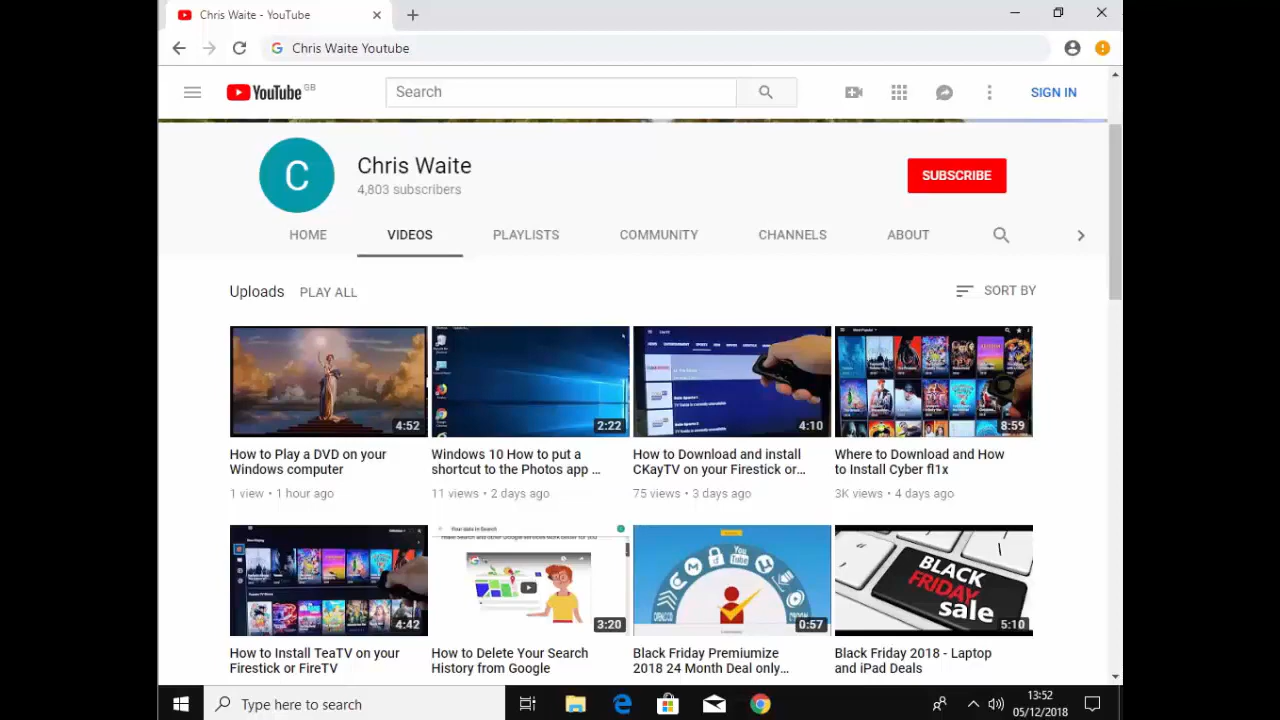 Chris Waite - YouTube
Chris Waite Youtube
YouTube GB
Search
SIGN IN
C
Chris Waite
4,803 subscribers
SUBSCRIBE
HOME
VIDEOS
PLAYLISTS
COMMUNITY
CHANNELS
ABOUT
Uploads
PLAY ALL
SORT BY
4:52
2:22
4:10
8:59
How to Play a DVD on your
Windows computer
1 view • 1 hour ago
Windows 10 How to put a
shortcut to the Photos app ...
11 views • 2 days ago
How to Download and install
CKayTV on your Firestick or...
75 views • 3 days ago
Where to Download and How
to Install Cyber fl1x
3K views • 4 days ago
4:42
Your data in Search
3:20
You
Tube
0:57
BLACK
FRIDAY
sale
5:10
How to Install TeaTV on your
Firestick or FireTV
How to Delete Your Search
History from Google
Black Friday Premiumize
2018 24 Month Deal only...
Black Friday 2018 - Laptop
and iPad Deals
Type here to search
13:52
05/12/2018